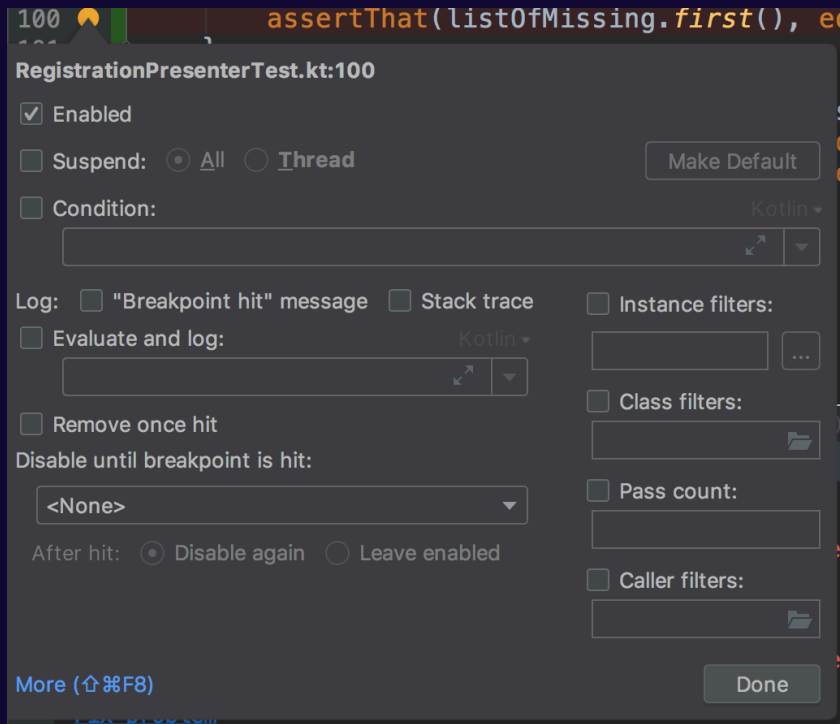 100 assertThat(listOfMissing.first(), e
RegistrationPresenterTest.kt:100
Enabled
Suspend: All Thread Make Default
Condition: Kotlin
Log: "Breakpoint hit" message Stack trace
Instance filters:
Evaluate and log: Kotlin
...
Class filters:
Remove once hit
Disable until breakpoint is hit:
<None>
Pass count:
After hit: Disable again Leave enabled
Caller filters:
More (⇧⌘F8) Done